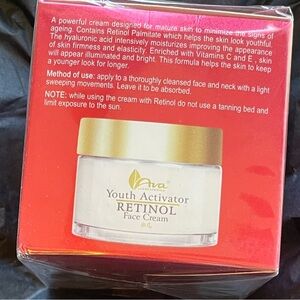 A powerful cream designed for mature skin to minimize the signs of
ageing. Contains Retinol Palmitate which helps the skin look youthful.
The hyaluronic acid intensively moisturizes improving the appearance
of skin firmness and elasticity. Enriched with Vitamins C and E , skin
will appear illuminated and bright. This formula helps the skin to keep
a younger look for longer.
Method of use: apply to a thoroughly cleansed face and neck with a light
sweeping movements. Leave it to be absorbed.
NOTE: while using the cream with Retinol do not use a tanning bed and
limit exposure to the sun.
Ava
Youth Activator
RETINOL
Face Cream